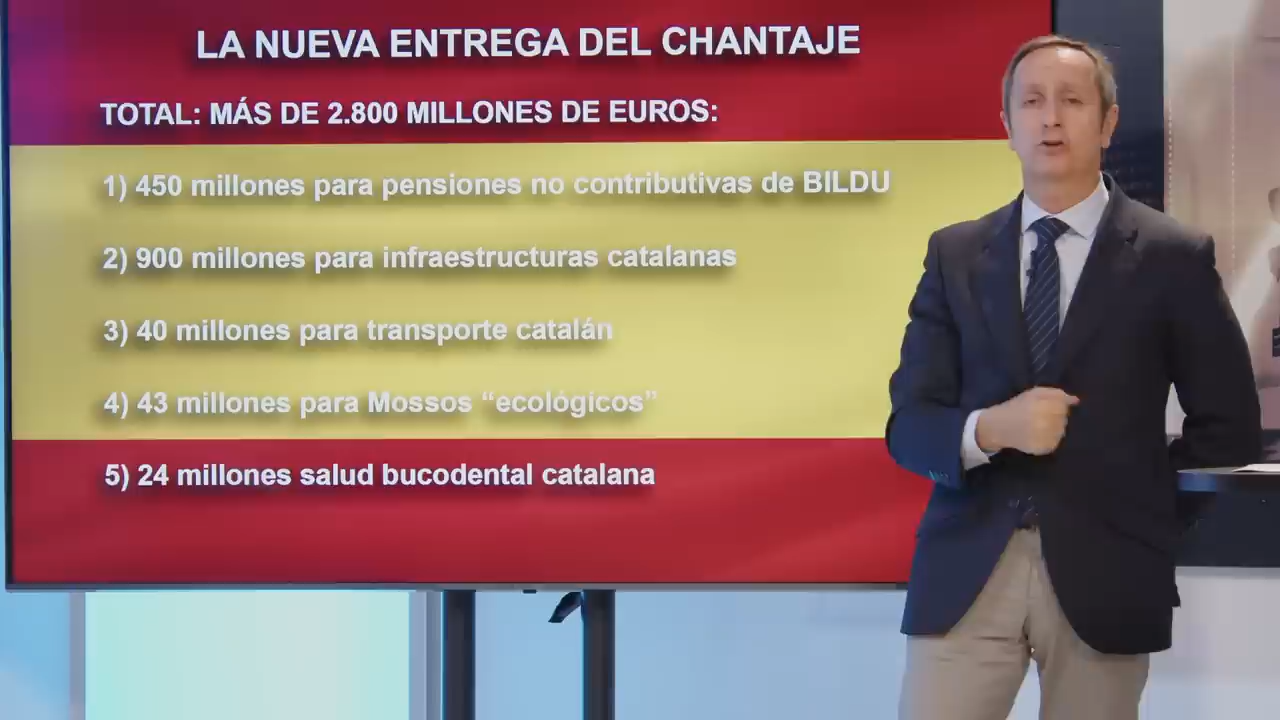 LA NUEVA ENTREGA DEL CHANTAJE
TOTAL: MÁS DE 2.800 MILLONES DE EUROS:
1) 450 millones para pensiones no contributivas de BILDU
2) 900 millones para infraestructuras catalanas
3) 40 millones para transporte catalán
4) 43 millones para Mossos “ecológicos”
5) 24 millones salud bucodental catalana